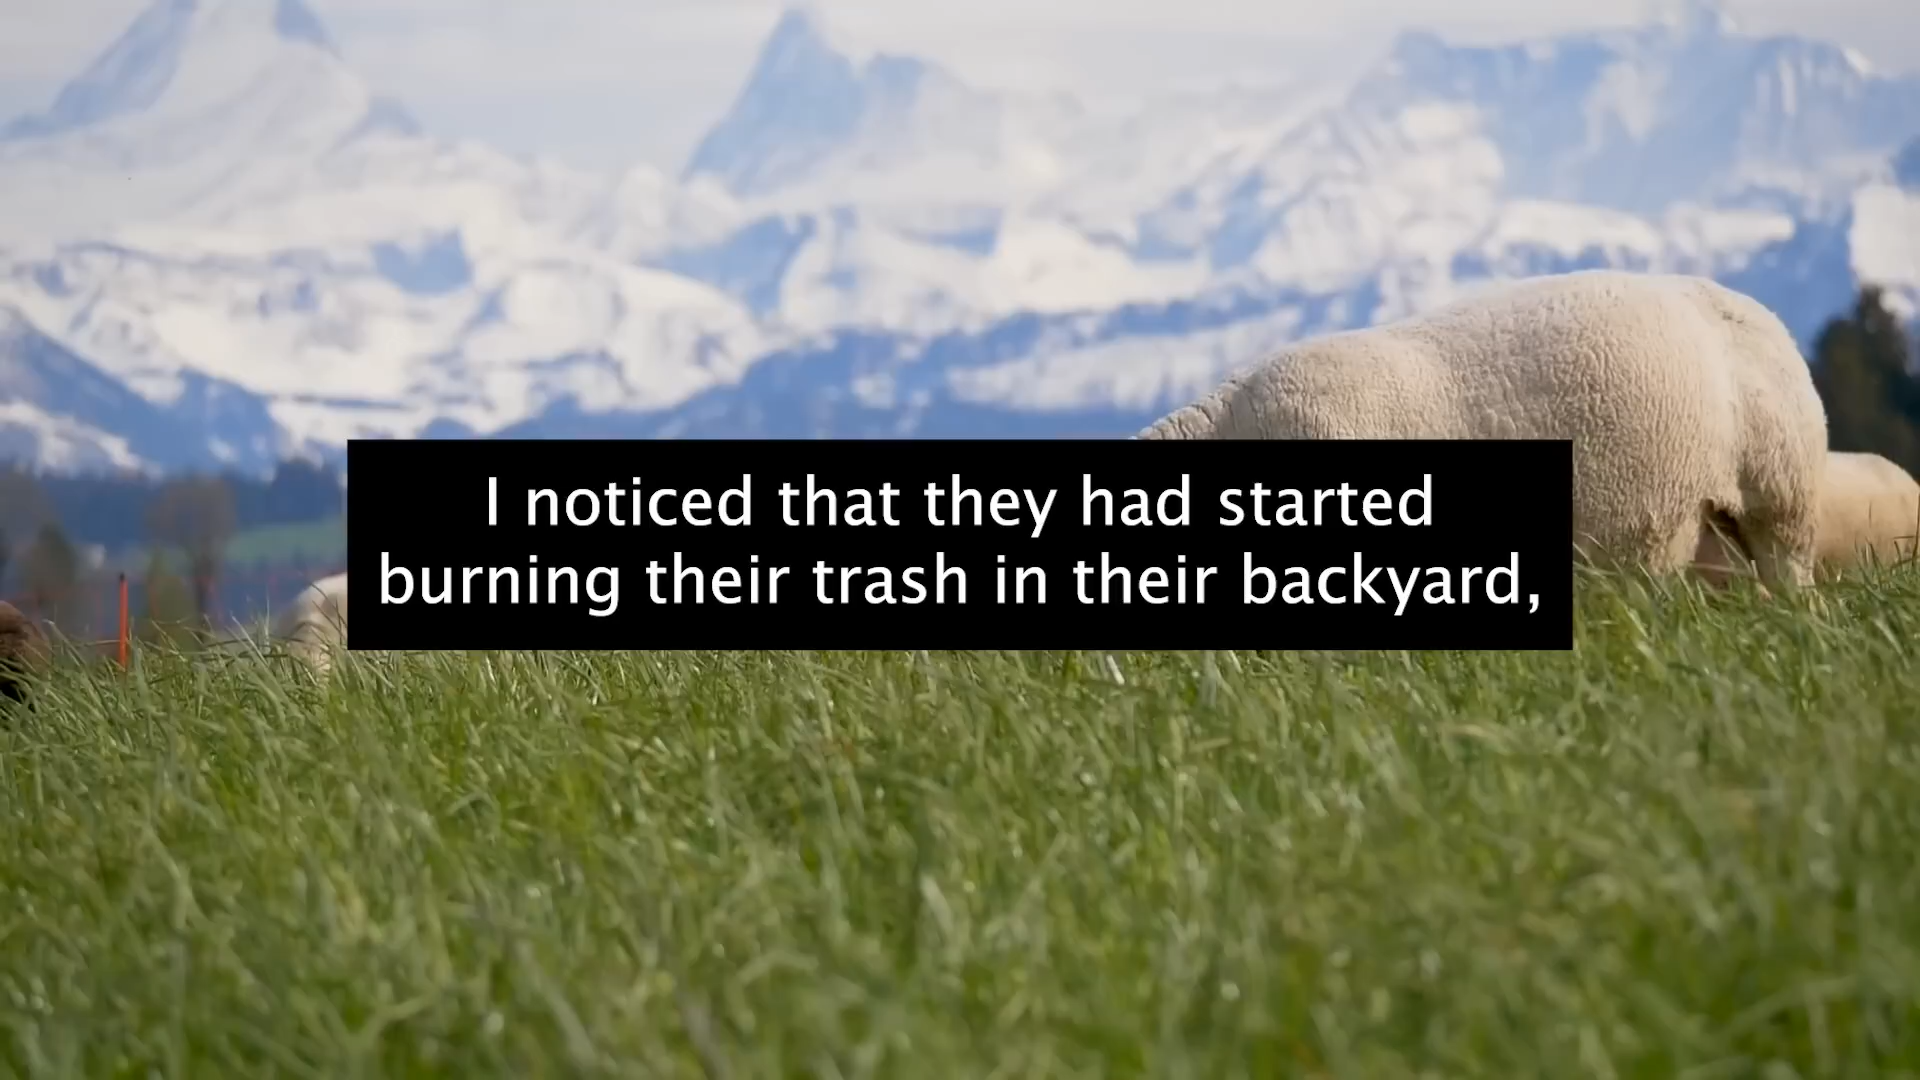 I noticed that they had started
burning their trash in their backyard,